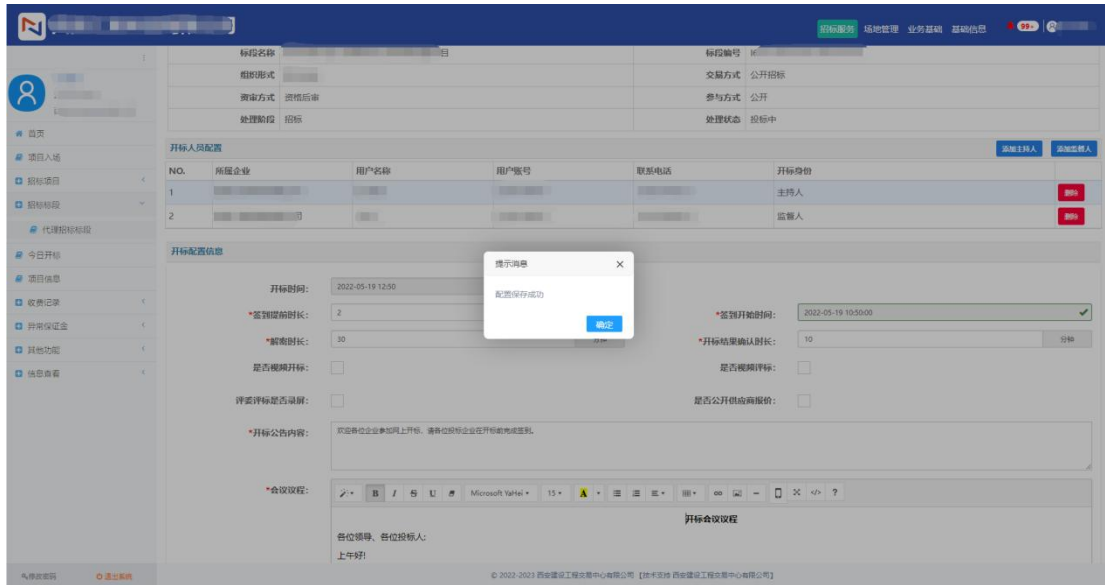 招标服务 场地管理 业务基础 基础信息 99+
标段名称 目 标段编号
组织形式 交易方式 公开招标
资审方式 资格后审 参与方式 公开
处理阶段 招标 处理状态 投标中
首页
项目入场
招标项目
招标标段
代理招标标段
今日开标
项目信息
收费记录
异常保证金
其他功能
信息查看
开标人员配置 添加主持人 添加监督人
NO. 所属企业 用户名称 用户账号 联系电话 开标身份
1 主持人 删除
2 司 监督人 删除
开标配置信息
提示消息 ×
配置保存成功
确定
开标时间: 2022-05-19 12:50
*签到提前时长: 2 *签到开始时间: 2022-05-19 10:50:00
*解密时长: 30 分钟 *开标结果确认时长: 10 分钟
是否视频开标: 是否视频评标:
评委评标是否录屏: 是否公开供应商报价:
*开标公告内容: 欢迎各位企业参加网上开标，请各位投标企业在开标前完成签到。
*会议议程: B I S U Microsoft YaHei 15 A </> ?
开标会议议程
各位领导、各位投标人:
上午好!
修改密码 退出系统 © 2022-2023 西安建设工程交易中心有限公司 【技术支持 西安建设工程交易中心有限公司】